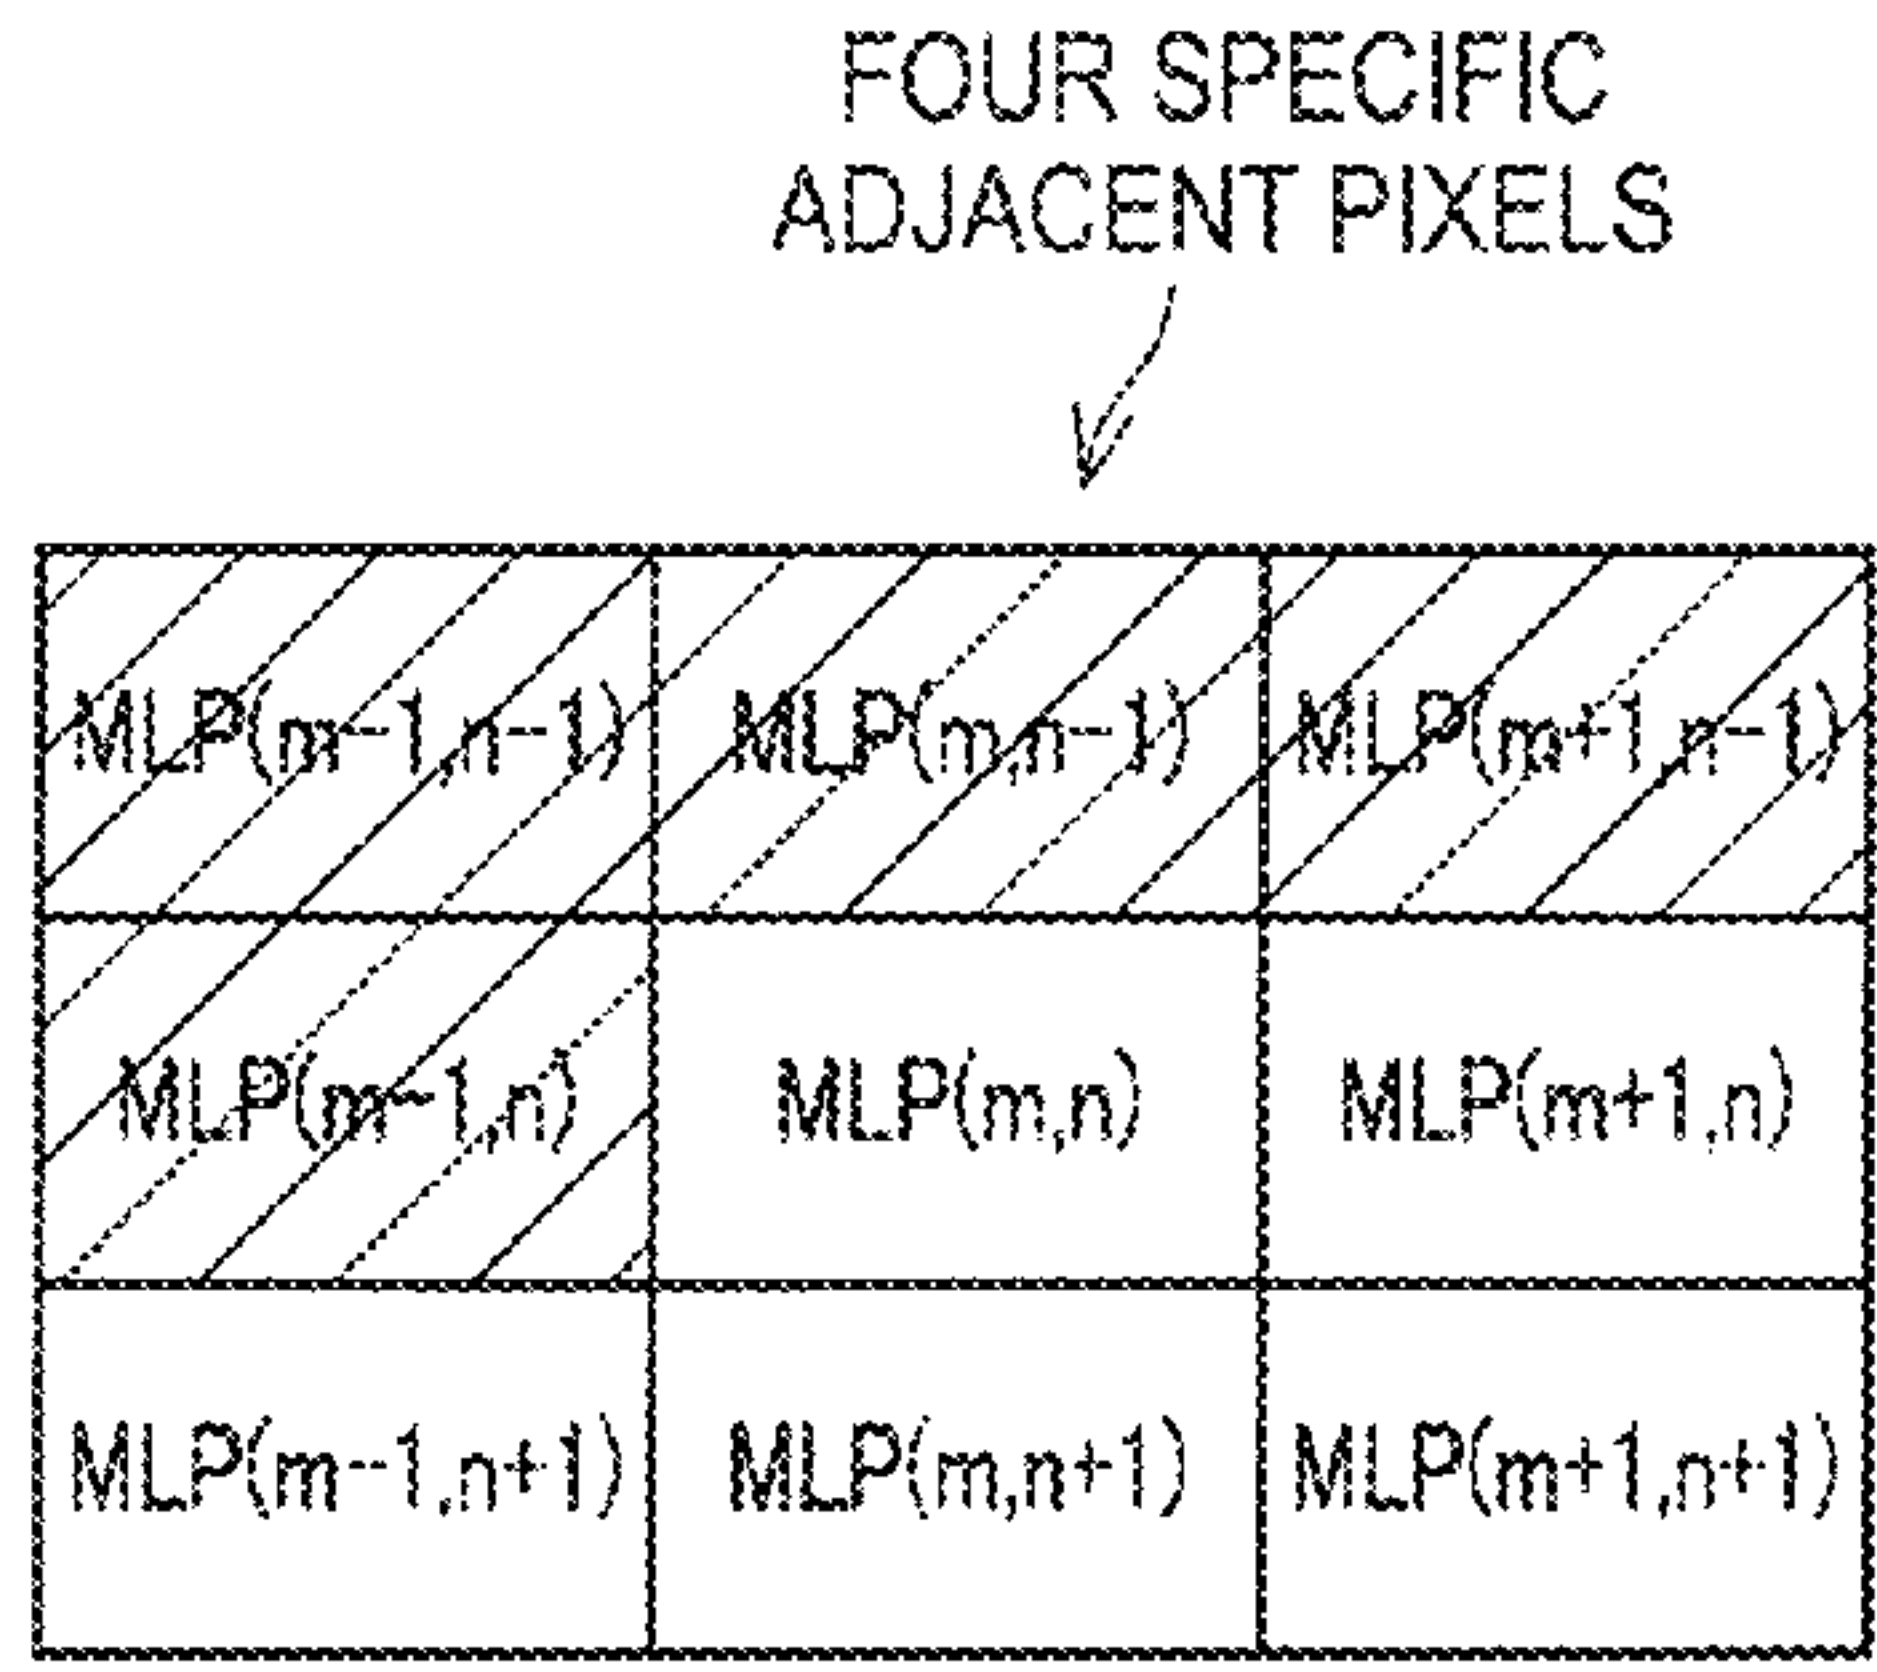 FOUR SPECIFIC
ADJACENT PIXELS
MLP(m-1,n-1) MLP(m,n-1) MLP(m+1,n-1)
MLP(m-1,n) MLP(m,n) MLP(m+1,n)
MLP(m-1,n+1) MLP(m,n+1) MLP(m+1,n+1)